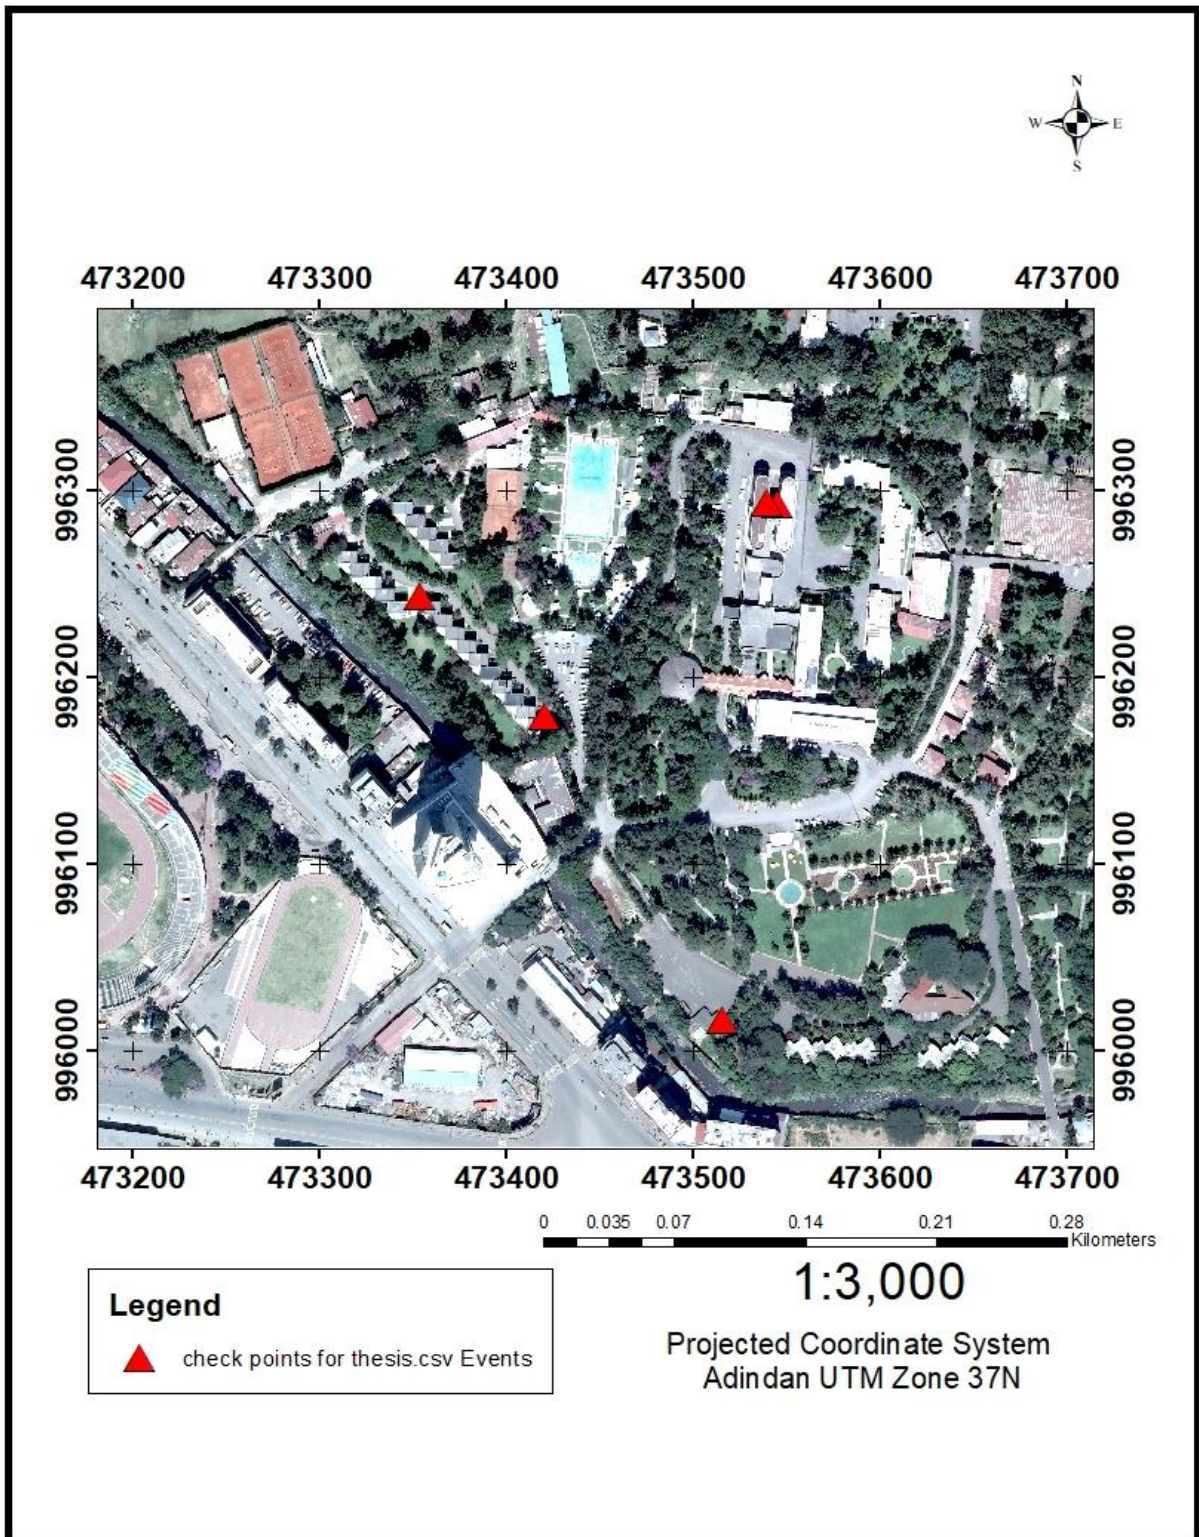 N
W E
S
473200 473300 473400 473500 473600 473700
996300 996300
996200 996200
996100 996100
996000 996000
473200 473300 473400 473500 473600 473700
0 0.035 0.07 0.14 0.21 0.28
Kilometers
1:3,000
Legend
check points for thesis.csv Events
Projected Coordinate System
Adindan UTM Zone 37N